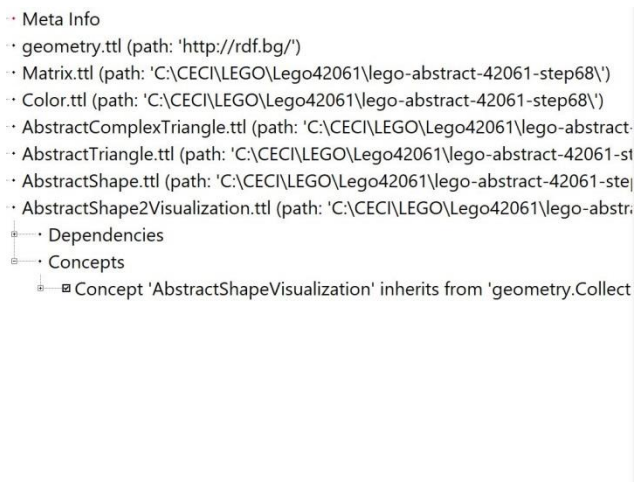 Meta Info
geometry.ttl (path: 'http://rdf.bg/')
Matrix.ttl (path: 'C:\CECI\LEGO\Lego42061\lego-abstract-42061-step68\')
Color.ttl (path: 'C:\CECI\LEGO\Lego42061\lego-abstract-42061-step68\')
AbstractComplexTriangle.ttl (path: 'C:\CECI\LEGO\Lego42061\lego-abstract-
AbstractTriangle.ttl (path: 'C:\CECI\LEGO\Lego42061\lego-abstract-42061-st
AbstractShape.ttl (path: 'C:\CECI\LEGO\Lego42061\lego-abstract-42061-step
AbstractShape2Visualization.ttl (path: 'C:\CECI\LEGO\Lego42061\lego-abstra
Dependencies
Concepts
Concept 'AbstractShapeVisualization' inherits from 'geometry.Collect